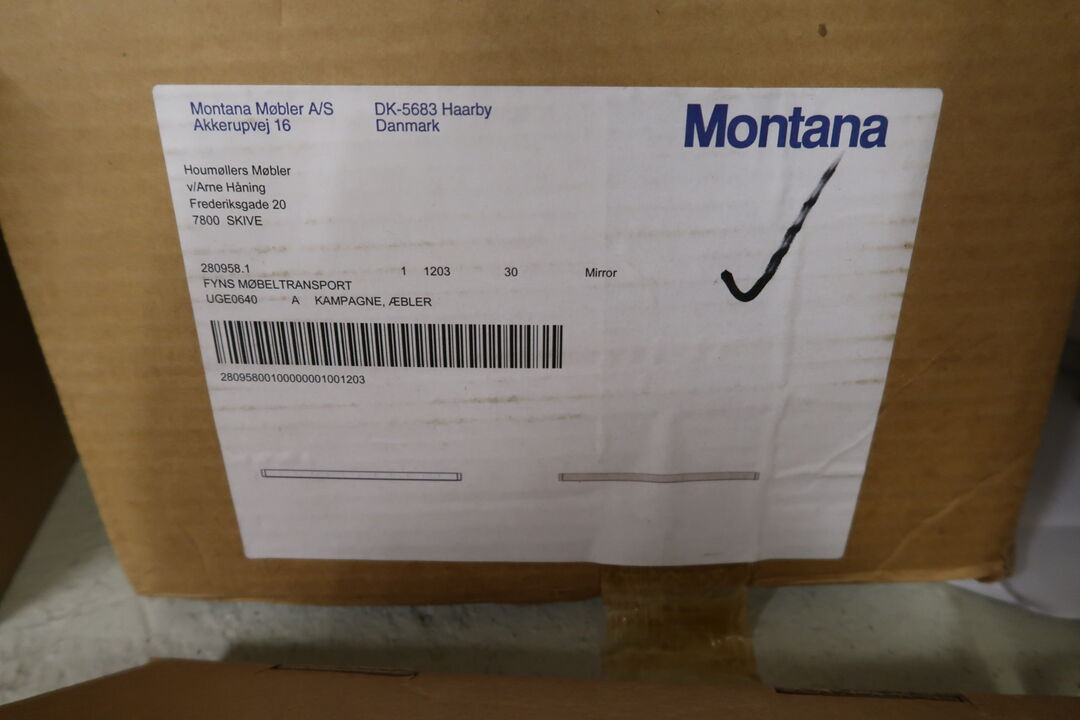 Montana Møbler A/S DK-5683 Haarby
Akkerupvej 16 Danmark
Montana
Houmøllers Møbler
v/Arne Håning
Frederiksgade 20
7800 SKIVE
280958.1 1 1203 30 Mirror
FYNS MØBELTRANSPORT
UGE0640 A KAMPAGNE, ÆBLER
28095800100000001001203